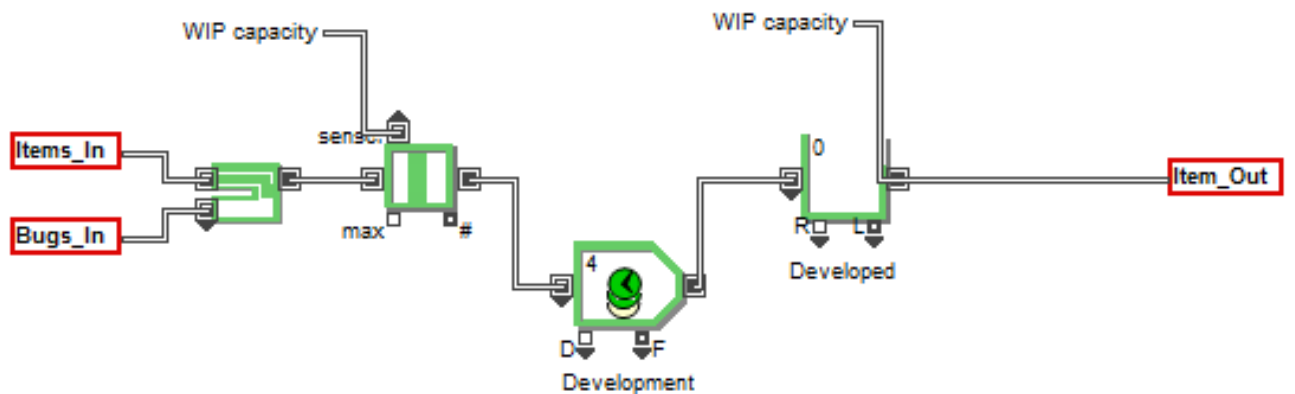 WIP capacity
WIP capacity
Items_In
Bugs_In
max
#
0
R
L
Developed
Item_Out
4
D
F
Development